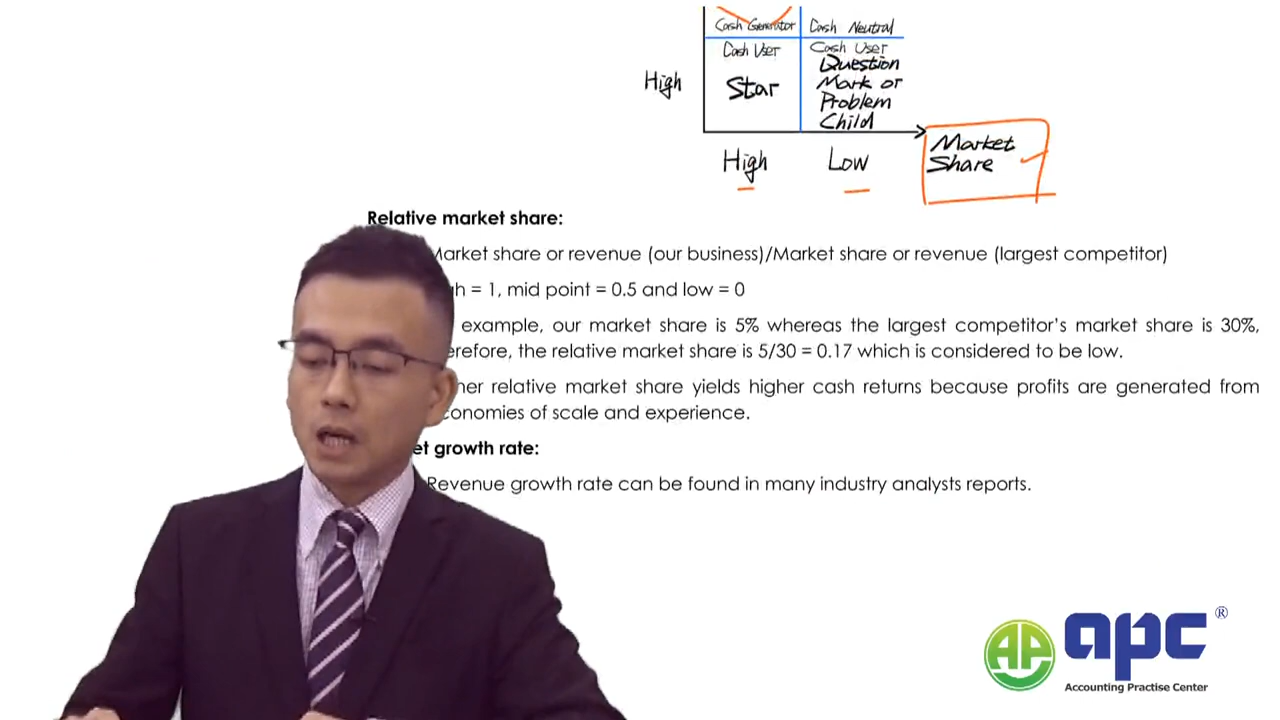 Cash Generator Cash Neutral
Cash User Cash User
High Star Question
Mark or
Problem
Child
High Low Market
Share
Relative market share:
Market share or revenue (our business)/Market share or revenue (largest competitor)
= 1, mid point = 0.5 and low = 0
example, our market share is 5% whereas the largest competitor's market share is 30%,
the relative market share is 5/30 = 0.17 which is considered to be low.
relative market share yields higher cash returns because profits are generated from
of scale and experience.
growth rate:
Revenue growth rate can be found in many industry analysts reports.
AP apc ®
Accounting Practise Center